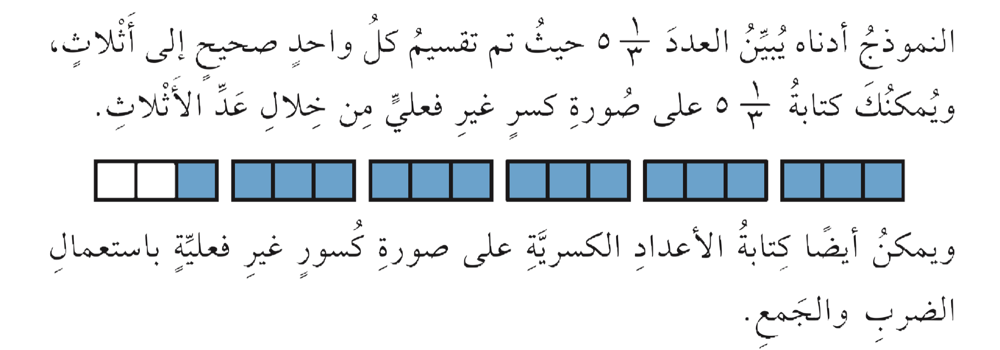 النموذجُ أدناه يُبيِّنُ العددَ ٥ ١/٣ حيثُ تم تقسيمُ كلُ واحدٍ صحيحٍ إلى أَثْلاثٍ،
ويُمكنُكَ كتابةُ ٥ ١/٣ على صُورةِ كسرٍ غيرِ فعليٍّ مِن خِلالِ عَدِّ الأَثْلاثِ.
ويمكنُ أيضًا كِتابةُ الأعدادِ الكسريَّةِ على صورةِ كُسورٍ غيرِ فعليَّةٍ باستعمالِ
الضربِ والجَمعِ.